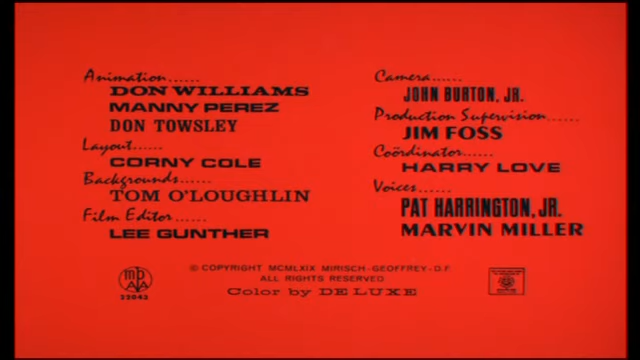 Animation......
DON WILLIAMS
MANNY PEREZ
DON TOWSLEY
Layout......
CORNY COLE
Backgrounds......
TOM O'LOUGHLIN
Film Editor......
LEE GUNTHER
Camera......
JOHN BURTON, JR.
Production Supervision......
JIM FOSS
Coördinator......
HARRY LOVE
Voices......
PAT HARRINGTON, JR.
MARVIN MILLER
© COPYRIGHT MCMLXIX MIRISCH-GEOFFREY-D.F.
ALL RIGHTS RESERVED
Color by DE LUXE
MPAA
22043